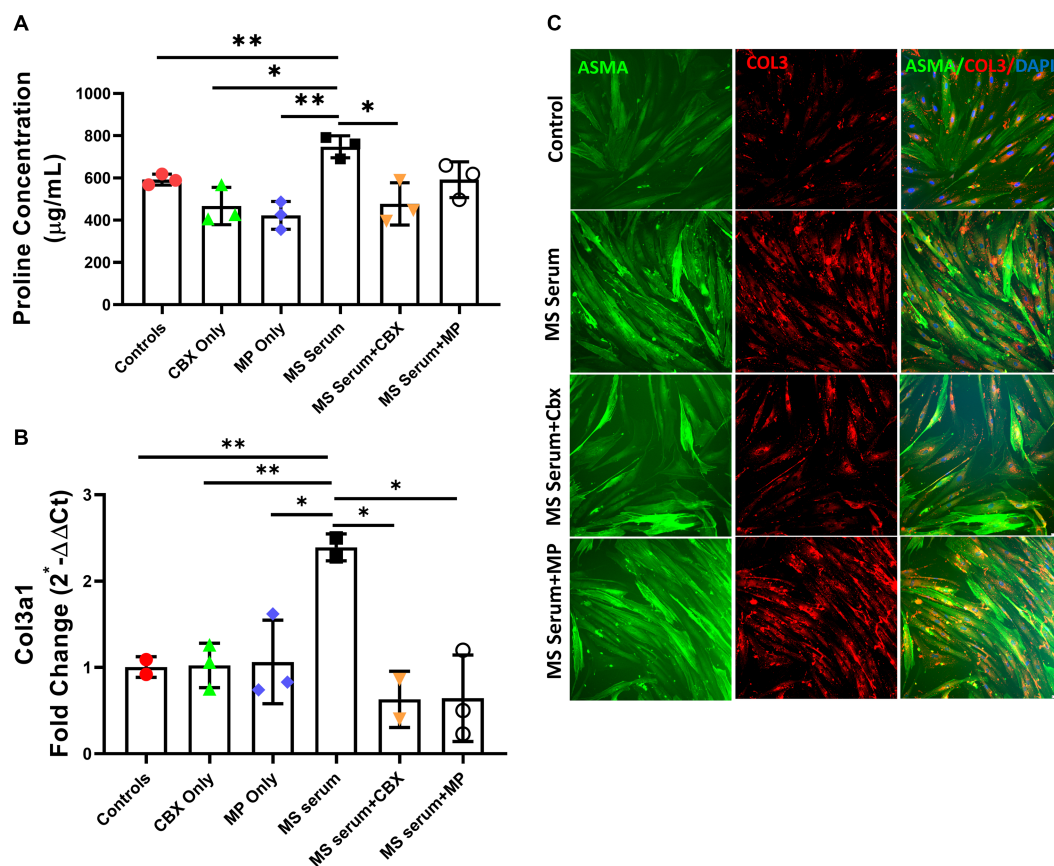 A
** 
*
** *
Proline Concentration
(µg/mL)
1000
800
600
400
200
0
Controls
CBX Only
MP Only
MS Serum
MS Serum+CBX
MS Serum+MP
B
**
**
*
* *
Col3a1
Fold Change (2*-ΔΔCt)
3
2
1
0
Controls
CBX Only
MP Only
MS serum
MS serum+CBX
MS serum+MP
C
ASMA
COL3
ASMA/COL3/DAPI
Control
MS Serum
MS Serum+Cbx
MS Serum+MP